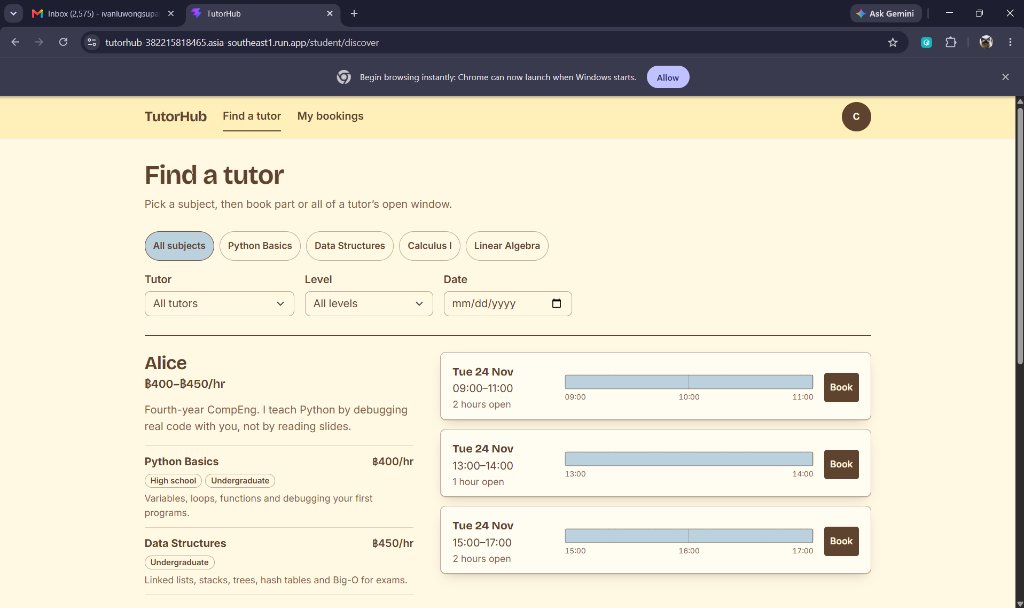 Inbox (2,575) - ivanluwongsupa
TutorHub
Ask Gemini
tutorhub-382215818465.asia-southeast1.run.app/student/discover
Begin browsing instantly: Chrome can now launch when Windows starts.
Allow
TutorHub
Find a tutor
My bookings
C
Find a tutor
Pick a subject, then book part or all of a tutor's open window.
All subjects
Python Basics
Data Structures
Calculus I
Linear Algebra
Tutor
Level
Date
All tutors
All levels
mm/dd/yyyy
Alice
฿400–฿450/hr
Fourth-year CompEng. I teach Python by debugging
real code with you, not by reading slides.
Python Basics
฿400/hr
High school
Undergraduate
Variables, loops, functions and debugging your first
programs.
Data Structures
฿450/hr
Undergraduate
Linked lists, stacks, trees, hash tables and Big-O for exams.
Tue 24 Nov
09:00–11:00
2 hours open
09:00
10:00
11:00
Book
Tue 24 Nov
13:00–14:00
1 hour open
13:00
14:00
Book
Tue 24 Nov
15:00–17:00
2 hours open
15:00
16:00
17:00
Book